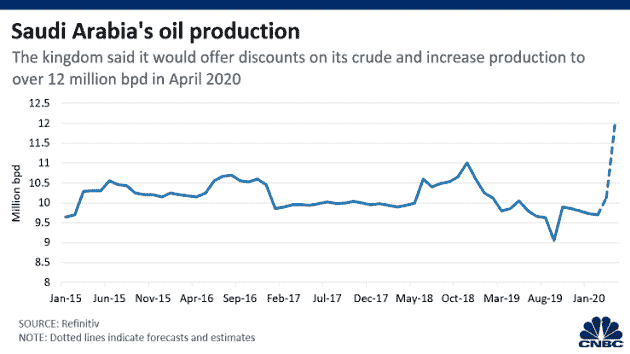 Saudi Arabia's oil production
The kingdom said it would offer discounts on its crude and increase production to
over 12 million bpd in April 2020
Million bpd
12.5
12
11.5
11
10.5
10
9.5
9
8.5
8
Jan-15 Jun-15 Nov-15 Apr-16 Sep-16 Feb-17 Jul-17 Dec-17 May-18 Oct-18 Mar-19 Aug-19 Jan-20
SOURCE: Refinitiv
NOTE: Dotted lines indicate forecasts and estimates
CNBC